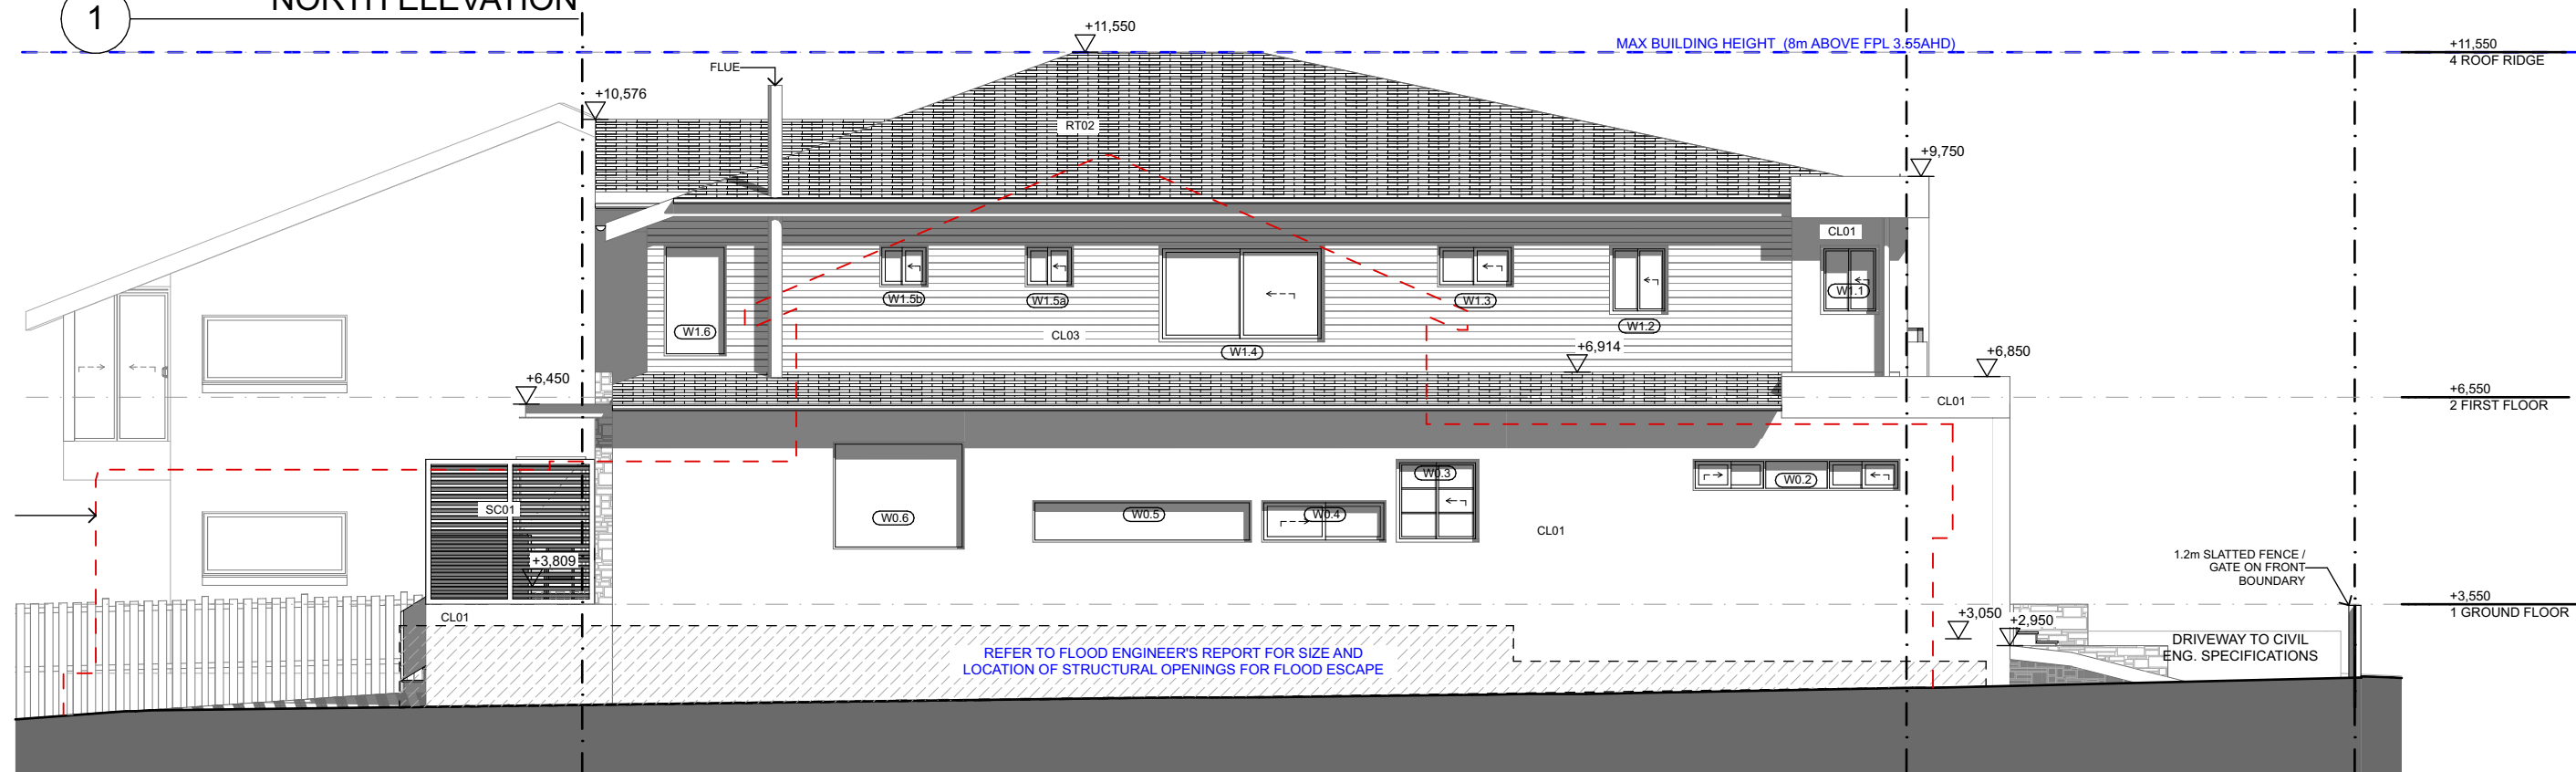 1
NORTH ELEVATION
+11,550
MAX BUILDING HEIGHT (8m ABOVE FPL 3.55AHD)
+11,550
4 ROOF RIDGE
FLUE
+10,576
RT02
+9,750
CL01
W1.6
W1.5b
W1.5a
W1.4
W1.3
W1.2
W1.1
CL03
+6,914
+6,850
+6,450
CL01
+6,550
2 FIRST FLOOR
SC01
W0.6
W0.5
W0.4
W0.3
W0.2
CL01
+3,809
1.2m SLATTED FENCE /
GATE ON FRONT
BOUNDARY
+3,550
1 GROUND FLOOR
CL01
+3,050
+2,950
REFER TO FLOOD ENGINEER'S REPORT FOR SIZE AND
LOCATION OF STRUCTURAL OPENINGS FOR FLOOD ESCAPE
DRIVEWAY TO CIVIL
ENG. SPECIFICATIONS